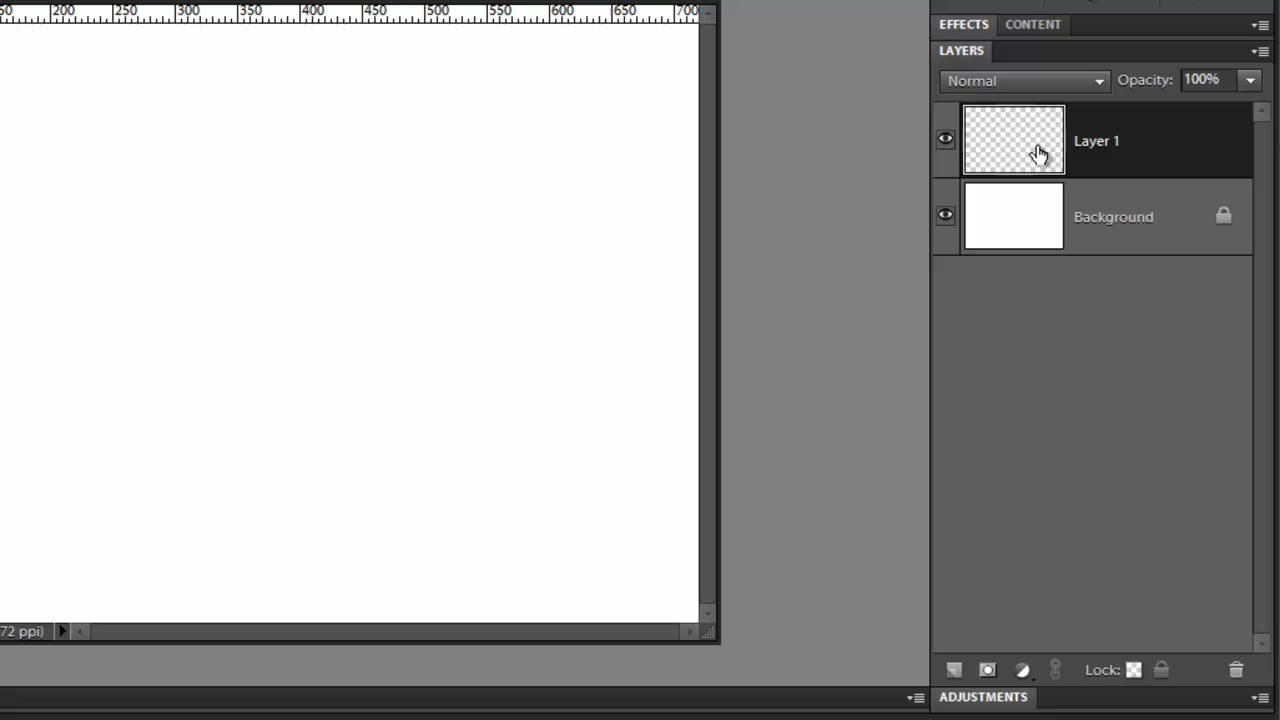 50 200 250 300 350 400 450 500 550 600 650 700
EFFECTS CONTENT
LAYERS
Normal Opacity: 100%
Layer 1
Background
72 ppi)
Lock:
ADJUSTMENTS